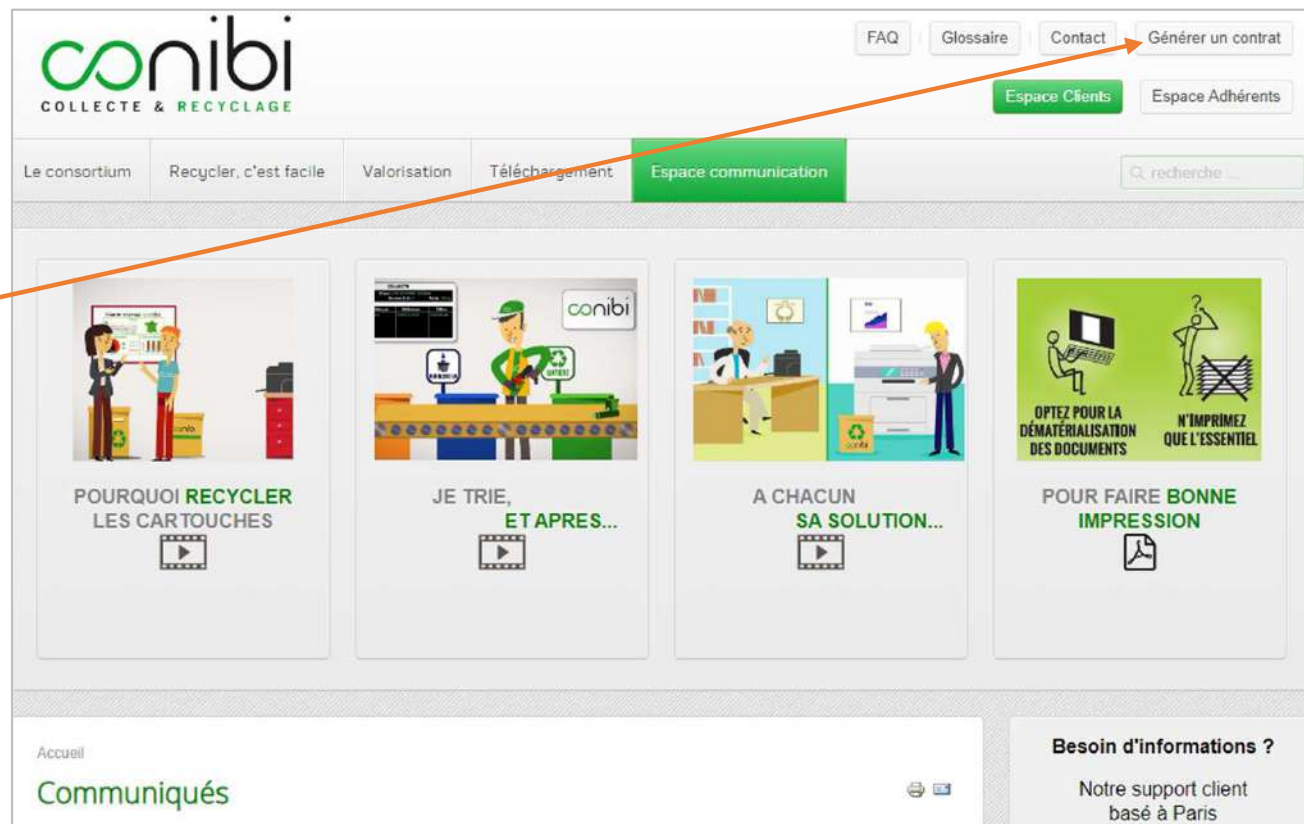 conibi
COLLECTE & RECYCLAGE
FAQ
Glossaire
Contact
Générer un contrat
Espace Clients
Espace Adhérents
Le consortium
Recycler, c'est facile
Valorisation
Téléchargement
Espace communication
recherche ...
conibi
OPTEZ POUR LA
DÉMATÉRIALISATION
DES DOCUMENTS
N'IMPRIMEZ
QUE L'ESSENTIEL
POURQUOI RECYCLER
LES CARTOUCHES
JE TRIE,
ET APRES...
A CHACUN
SA SOLUTION...
POUR FAIRE BONNE
IMPRESSION
Accueil
Communiqués
Besoin d'informations ?
Notre support client
basé à Paris